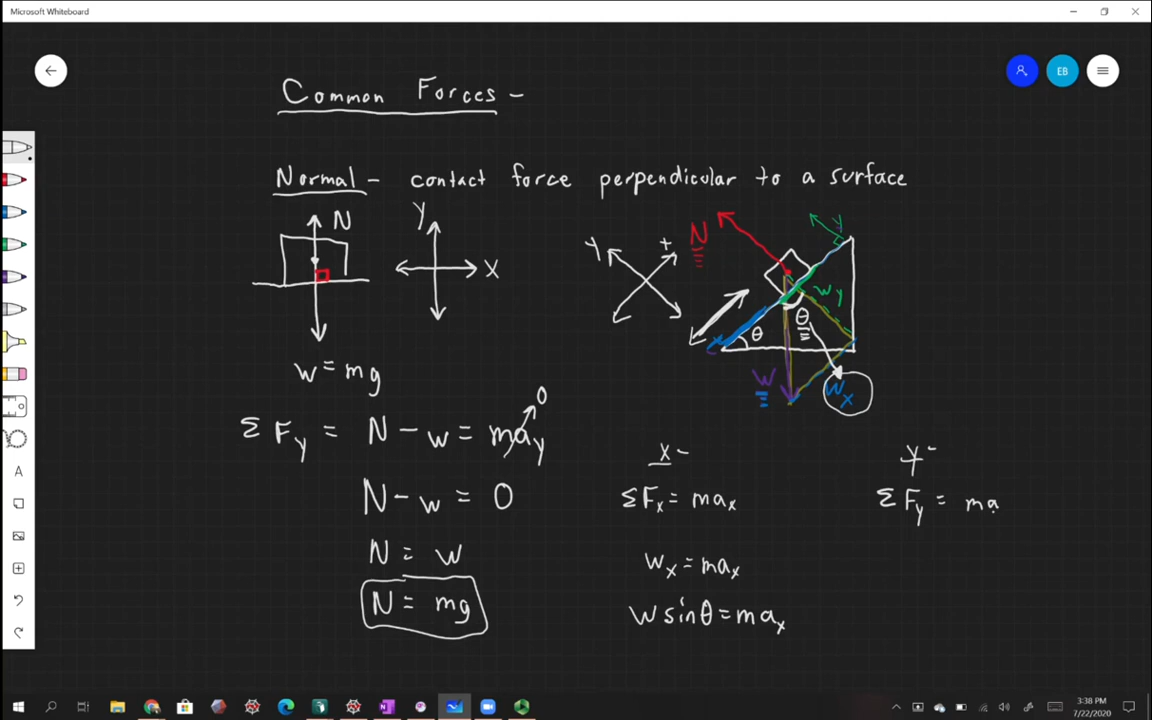 Microsoft Whiteboard
EB
Common Forces -
Normal - contact force perpendicular to a surface
N
Y
X
w = mg
Y
+
N
y
wy
θ
θ
x
W
Wx
ΣFy = N - w = may
0
N - w = 0
N = w
N = mg
x -
ΣFx = max
wx = max
W sinθ = max
y -
ΣFy = ma
A
3:38 PM
7/22/2020